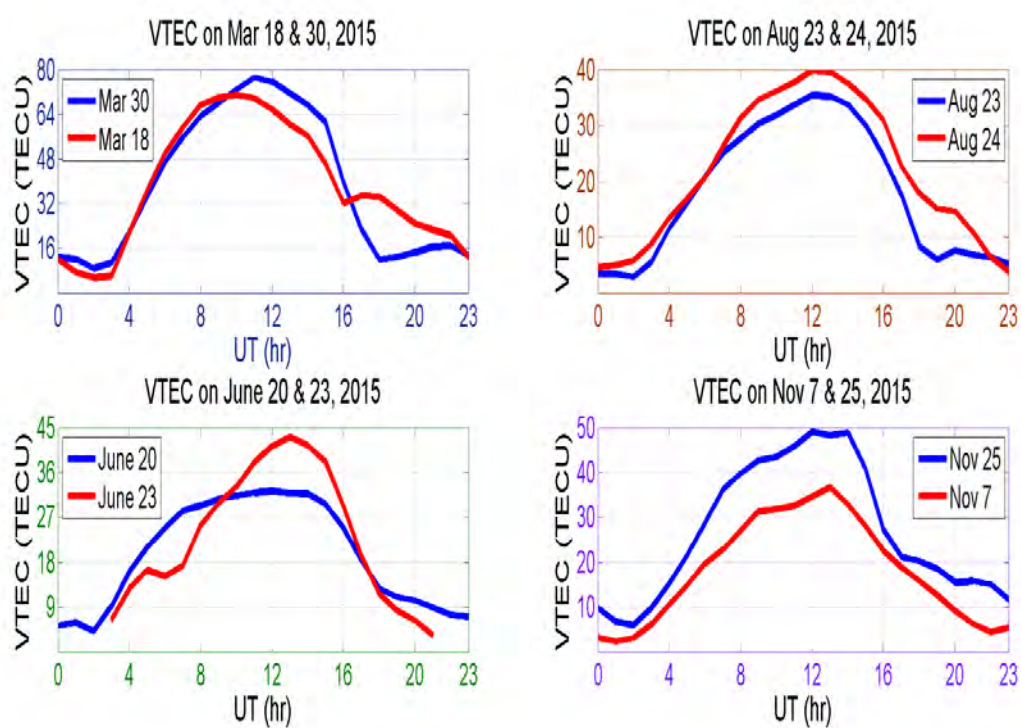 VTEC on Mar 18 & 30, 2015
VTEC (TECU)
80
64
48
32
16
Mar 30
Mar 18
0 4 8 12 16 20 23
UT (hr)
VTEC on Aug 23 & 24, 2015
VTEC (TECU)
40
30
20
10
Aug 23
Aug 24
0 4 8 12 16 20 23
UT (hr)
VTEC on June 20 & 23, 2015
VTEC (TECU)
45
36
27
18
9
June 20
June 23
0 4 8 12 16 20 23
UT (hr)
VTEC on Nov 7 & 25, 2015
VTEC (TECU)
50
40
30
20
10
Nov 25
Nov 7
0 4 8 12 16 20 23
UT (hr)